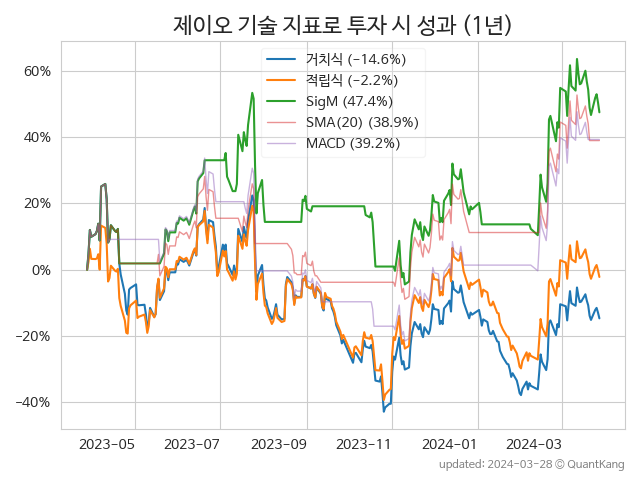 제이오 기술 지표로 투자 시 성과 (1년)
거치식 (−14.6%)
적립식 (−2.2%)
SigM (47.4%)
SMA(20) (38.9%)
MACD (39.2%)
60%
40%
20%
0%
−20%
−40%
2023-05 2023-07 2023-09 2023-11 2024-01 2024-03
updated: 2024-03-28 © QuantKang